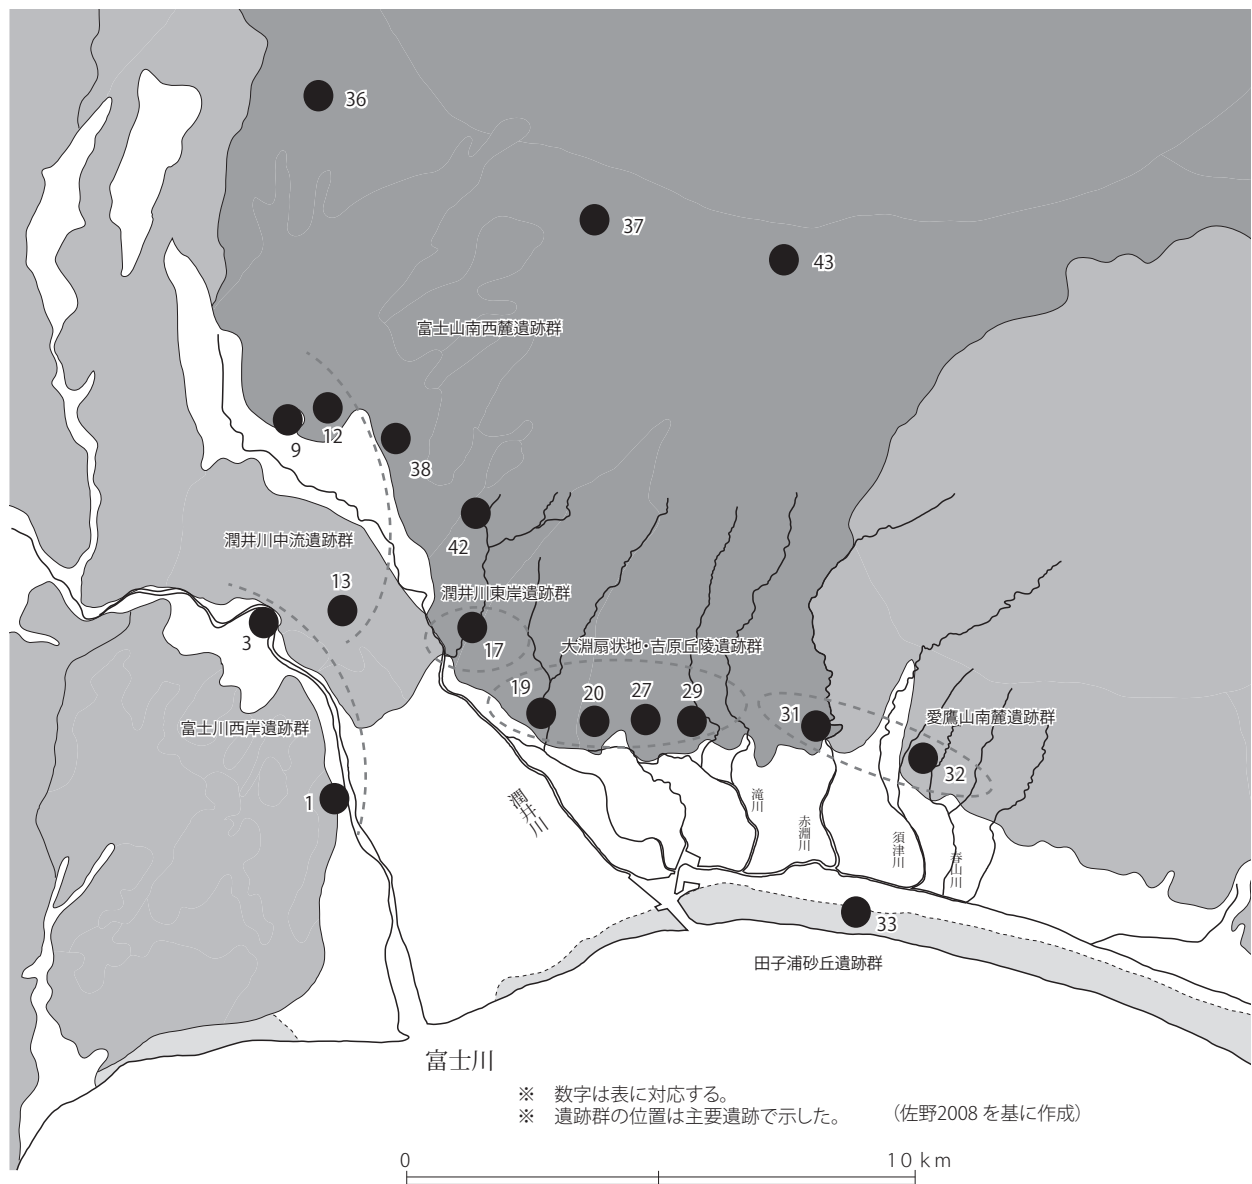 36
37
43
富士山南西麓遺跡群
9
12
38
42
潤井川中流遺跡群
13
3
潤井川東岸遺跡群
17
大淵扇状地・吉原丘陵遺跡群
19
20
27
29
31
愛鷹山南麓遺跡群
32
富士川西岸遺跡群
1
潤井川
滝川
赤淵川
須津川
春山川
33
田子浦砂丘遺跡群
富士川
※ 数字は表に対応する。
※ 遺跡群の位置は主要遺跡で示した。 (佐野2008 を基に作成)
0 10 km